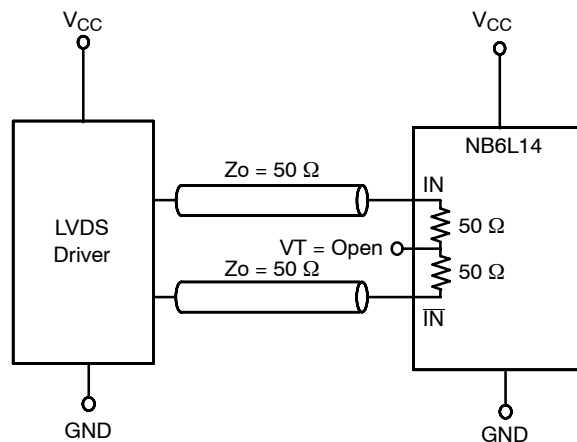 VCC
VCC
NB6L14
Zo = 50 Ω
IN
LVDS
Driver
50 Ω
VT = Open
Zo = 50 Ω
50 Ω
IN
GND
GND